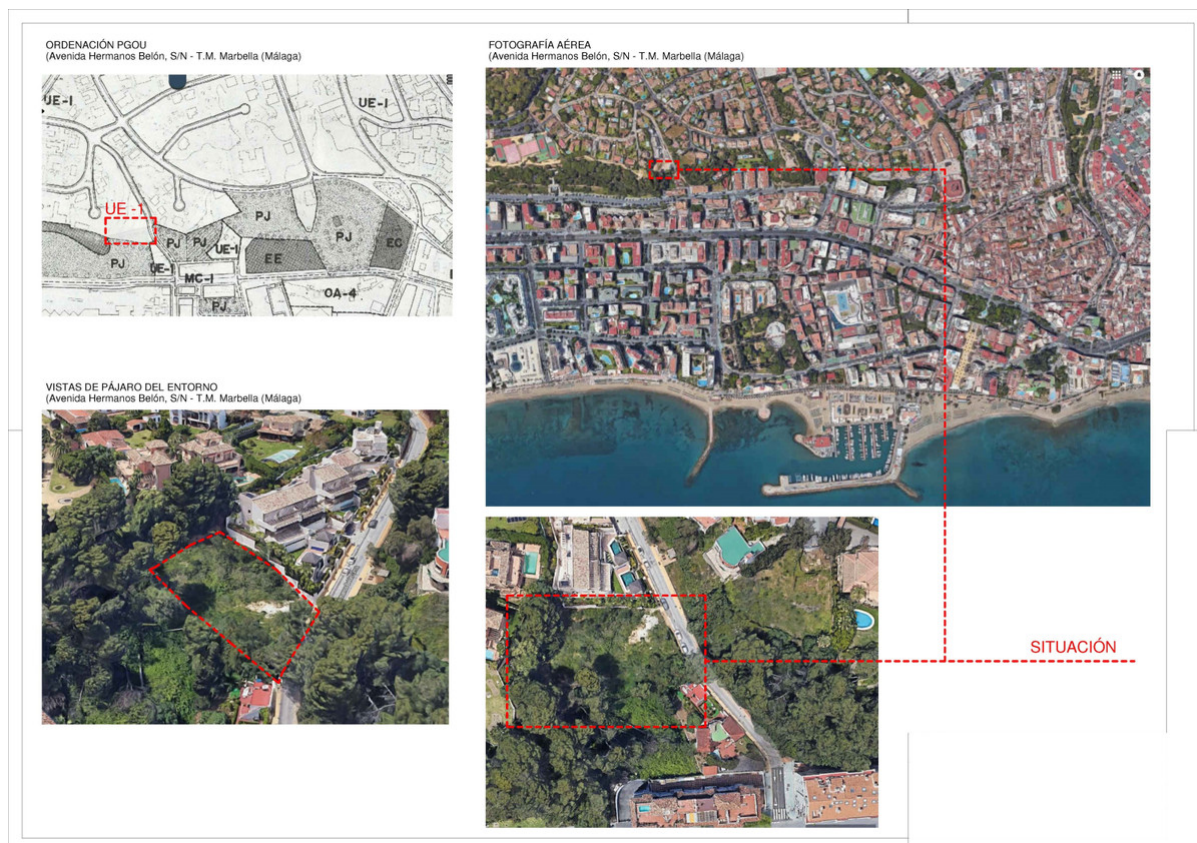 ORDENACIÓN PGOU
(Avenida Hermanos Belón, S/N - T.M. Marbella (Málaga)
UE-I
UE-I
UE -1
PJ
PJ
EC
PJ
PJ
UE-I
EE
PJ
UE-I
MC-I
OA-4
PJ
FOTOGRAFÍA AÉREA
(Avenida Hermanos Belón, S/N - T.M. Marbella (Málaga)
VISTAS DE PÁJARO DEL ENTORNO
(Avenida Hermanos Belón, S/N - T.M. Marbella (Málaga)
SITUACIÓN